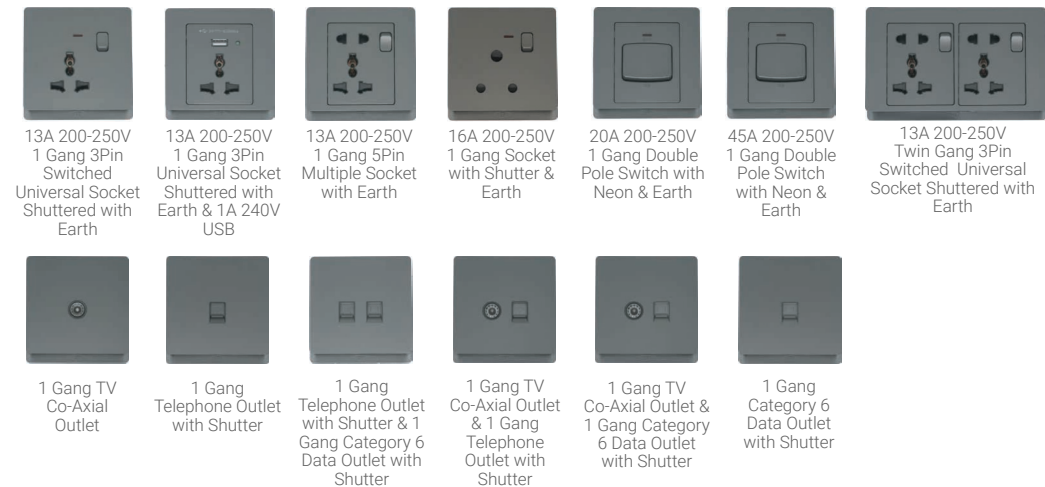 13A 200-250V
1 Gang 3Pin
Switched
Universal Socket
Shuttered with
Earth
13A 200-250V
1 Gang 3Pin
Universal Socket
Shuttered with
Earth & 1A 240V
USB
13A 200-250V
1 Gang 5Pin
Multiple Socket
with Earth
16A 200-250V
1 Gang Socket
with Shutter &
Earth
20A 200-250V
1 Gang Double
Pole Switch with
Neon & Earth
45A 200-250V
1 Gang Double
Pole Switch
with Neon &
Earth
13A 200-250V
Twin Gang 3Pin
Switched Universal
Socket Shuttered with
Earth
1 Gang TV
Co-Axial
Outlet
1 Gang
Telephone Outlet
with Shutter
1 Gang
Telephone Outlet
with Shutter & 1
Gang Category 6
Data Outlet with
Shutter
1 Gang TV
Co-Axial Outlet
& 1 Gang
Telephone
Outlet with
Shutter
1 Gang TV
Co-Axial Outlet &
1 Gang Category
6 Data Outlet
with Shutter
1 Gang
Category 6
Data Outlet
with Shutter